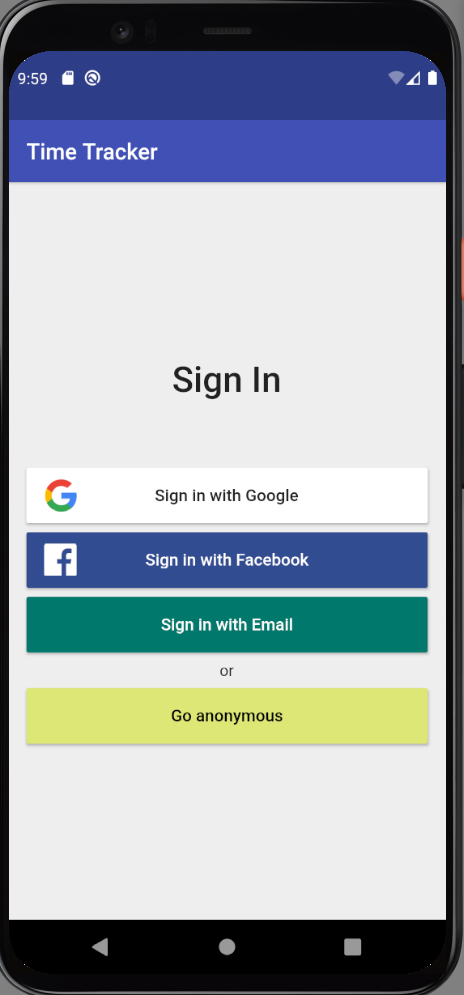 9:59
Time Tracker
Sign In
Sign in with Google
Sign in with Facebook
Sign in with Email
or
Go anonymous